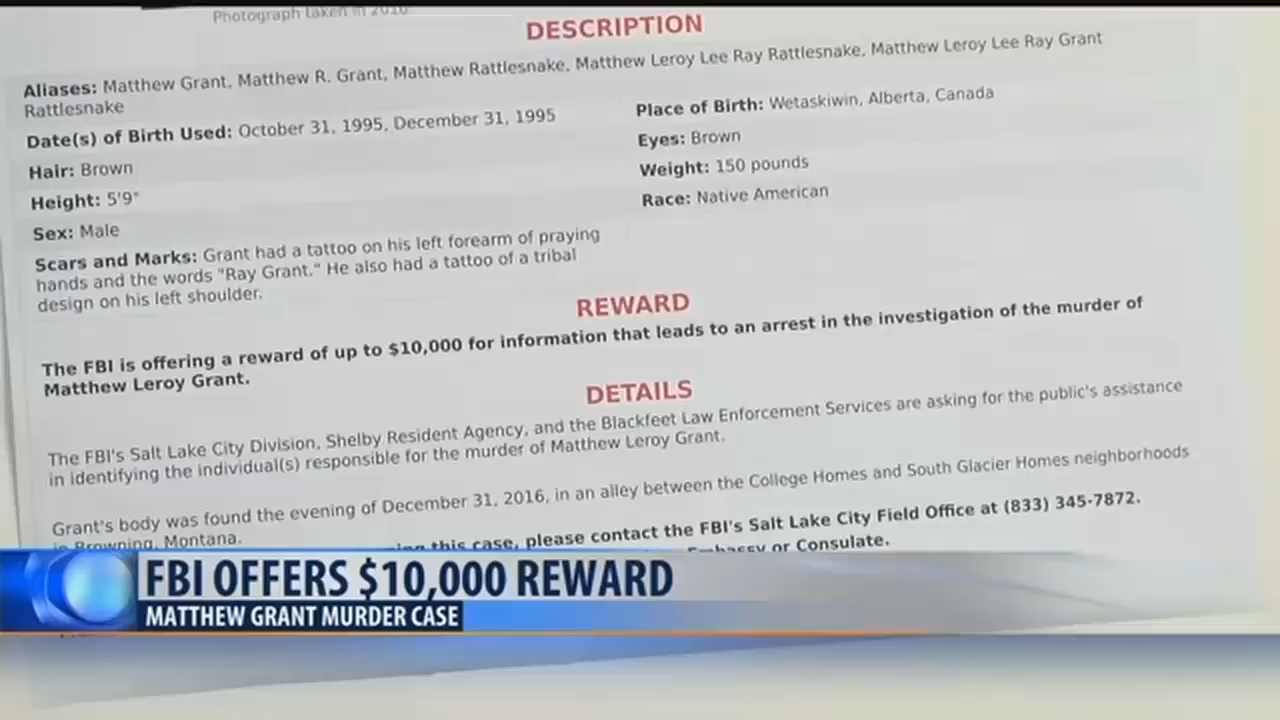 Photograph taken in 2016
DESCRIPTION
Aliases: Matthew Grant, Matthew R. Grant, Matthew Rattlesnake, Matthew Leroy Lee Ray Rattlesnake, Matthew Leroy Lee Ray Grant
Rattlesnake
Date(s) of Birth Used: October 31, 1995, December 31, 1995
Place of Birth: Wetaskiwin, Alberta, Canada
Hair: Brown
Eyes: Brown
Height: 5'9"
Weight: 150 pounds
Sex: Male
Race: Native American
Scars and Marks: Grant had a tattoo on his left forearm of praying
hands and the words "Ray Grant." He also had a tattoo of a tribal
design on his left shoulder.
REWARD
The FBI is offering a reward of up to $10,000 for information that leads to an arrest in the investigation of the murder of
Matthew Leroy Grant.
DETAILS
The FBI's Salt Lake City Division, Shelby Resident Agency, and the Blackfeet Law Enforcement Services are asking for the public's assistance
in identifying the individual(s) responsible for the murder of Matthew Leroy Grant.
Grant's body was found the evening of December 31, 2016, in an alley between the College Homes and South Glacier Homes neighborhoods
in Browning, Montana.
this case, please contact the FBI's Salt Lake City Field Office at (833) 345-7872.
Embassy or Consulate.
FBI OFFERS $10,000 REWARD
MATTHEW GRANT MURDER CASE